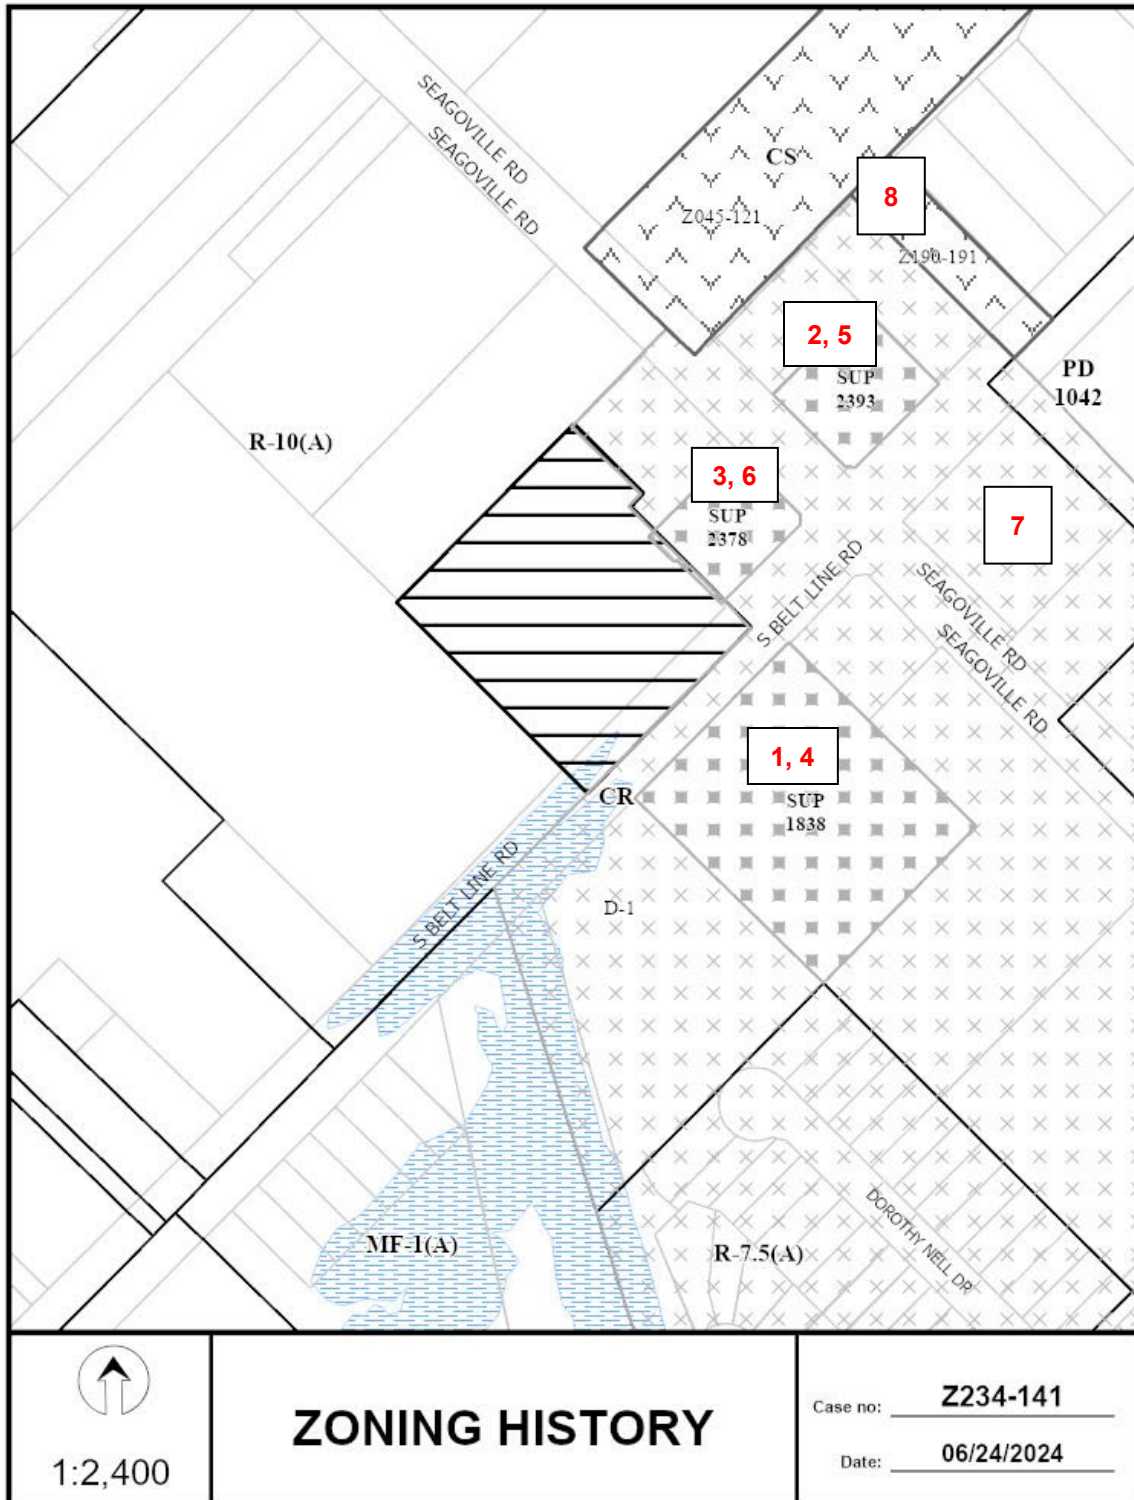 SEAGOVILLE RD
SEAGOVILLE RD
CS
Z045-121
8
Z190-191
2, 5
SUP
2393
PD
1042
R-10(A)
3, 6
SUP
2378
7
S BELT LINE RD
SEAGOVILLE RD
SEAGOVILLE RD
1, 4
SUP
1838
CR
S BELT LINE RD
D-1
DOROTHY NELL DR
MF-1(A)
R-7.5(A)
1:2,400
ZONING HISTORY
Case no: Z234-141
Date: 06/24/2024